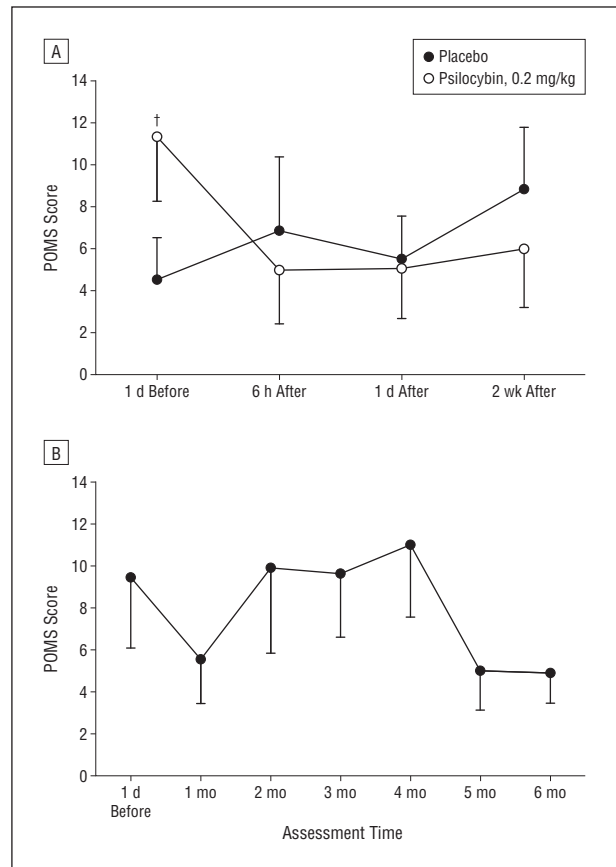 A
Placebo
Psilocybin, 0.2 mg/kg
14
12
10
8
6
4
2
0
POMS Score
†
1 d Before
6 h After
1 d After
2 wk After
B
14
12
10
8
6
4
2
0
POMS Score
1 d
Before
1 mo
2 mo
3 mo
4 mo
5 mo
6 mo
Assessment Time